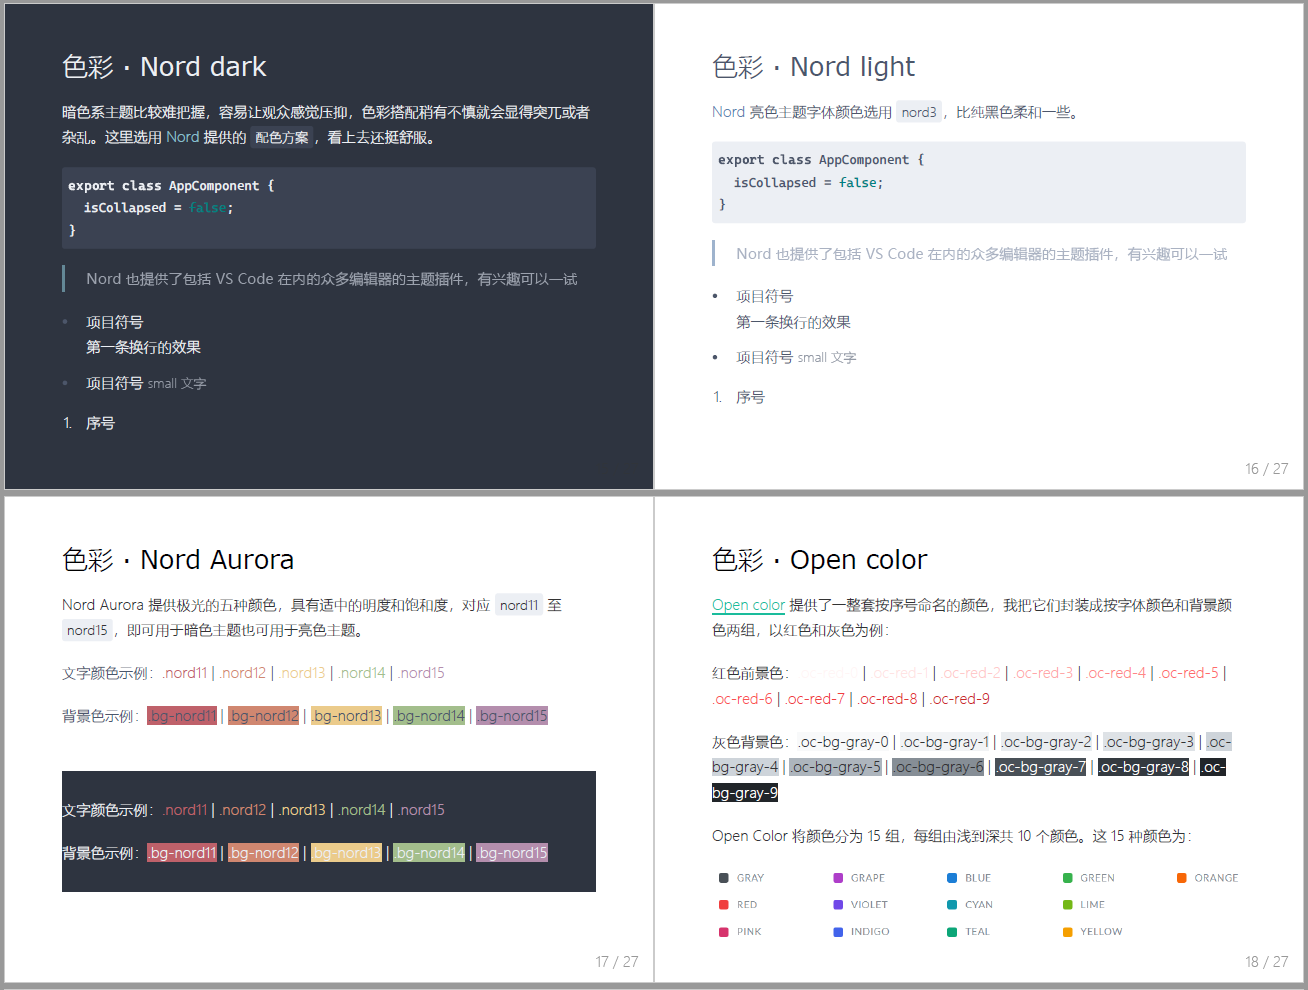 色彩 · Nord dark
暗色系主题比较难把握，容易让观众感觉压抑，色彩搭配稍有不慎就会显得突兀或者
杂乱。这里选用 Nord 提供的 配色方案，看上去还挺舒服。
export class AppComponent {
isCollapsed = false;
}
Nord 也提供了包括 VS Code 在内的众多编辑器的主题插件，有兴趣可以一试
• 项目符号
第一条换行的效果
• 项目符号 small 文字
1. 序号
色彩 · Nord light
Nord 亮色主题字体颜色选用 nord3，比纯黑色柔和一些。
export class AppComponent {
isCollapsed = false;
}
Nord 也提供了包括 VS Code 在内的众多编辑器的主题插件，有兴趣可以一试
• 项目符号
第一条换行的效果
• 项目符号 small 文字
1. 序号
16 / 27
色彩 · Nord Aurora
Nord Aurora 提供极光的五种颜色，具有适中的明度和饱和度，对应 nord11 至
nord15，即可用于暗色主题也可用于亮色主题。
文字颜色示例：.nord11 | .nord12 | .nord13 | .nord14 | .nord15
背景色示例：.bg-nord11 | .bg-nord12 | .bg-nord13 | .bg-nord14 | .bg-nord15
文字颜色示例：.nord11 | .nord12 | .nord13 | .nord14 | .nord15
背景色示例：.bg-nord11 | .bg-nord12 | .bg-nord13 | .bg-nord14 | .bg-nord15
17 / 27
色彩 · Open color
Open color 提供了一整套按序号命名的颜色，我把它们封装成按字体颜色和背景颜
色两组，以红色和灰色为例：
红色前景色：.oc-red-0 | .oc-red-1 | .oc-red-2 | .oc-red-3 | .oc-red-4 | .oc-red-5 |
.oc-red-6 | .oc-red-7 | .oc-red-8 | .oc-red-9
灰色背景色：.oc-bg-gray-0 | .oc-bg-gray-1 | .oc-bg-gray-2 | .oc-bg-gray-3 | .oc-
bg-gray-4 | .oc-bg-gray-5 | .oc-bg-gray-6 | .oc-bg-gray-7 | .oc-bg-gray-8 | .oc-
bg-gray-9
Open Color 将颜色分为 15 组，每组由浅到深共 10 个颜色。这 15 种颜色为：
GRAY GRAPE BLUE GREEN ORANGE
RED VIOLET CYAN LIME
PINK INDIGO TEAL YELLOW
18 / 27